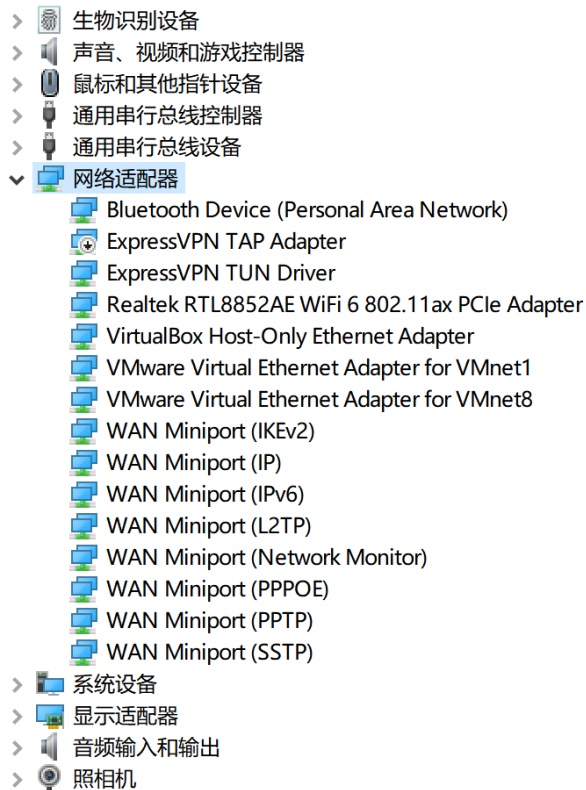 生物识别设备
声音、视频和游戏控制器
鼠标和其他指针设备
通用串行总线控制器
通用串行总线设备
网络适配器
Bluetooth Device (Personal Area Network)
ExpressVPN TAP Adapter
ExpressVPN TUN Driver
Realtek RTL8852AE WiFi 6 802.11ax PCIe Adapter
VirtualBox Host-Only Ethernet Adapter
VMware Virtual Ethernet Adapter for VMnet1
VMware Virtual Ethernet Adapter for VMnet8
WAN Miniport (IKEv2)
WAN Miniport (IP)
WAN Miniport (IPv6)
WAN Miniport (L2TP)
WAN Miniport (Network Monitor)
WAN Miniport (PPPOE)
WAN Miniport (PPTP)
WAN Miniport (SSTP)
系统设备
显示适配器
音频输入和输出
照相机